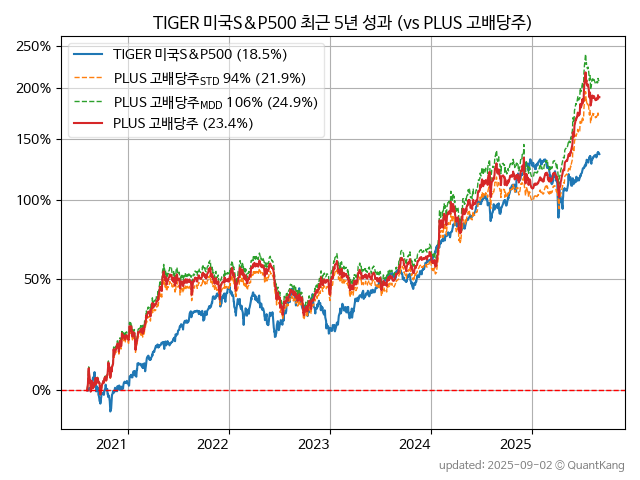 TIGER 미국S&P500 최근 5년 성과 (vs PLUS 고배당주)
250%
200%
150%
100%
50%
0%
TIGER 미국S&P500 (18.5%)
PLUS 고배당주STD 94% (21.9%)
PLUS 고배당주MDD 106% (24.9%)
PLUS 고배당주 (23.4%)
2021 2022 2023 2024 2025
updated: 2025-09-02 © QuantKang